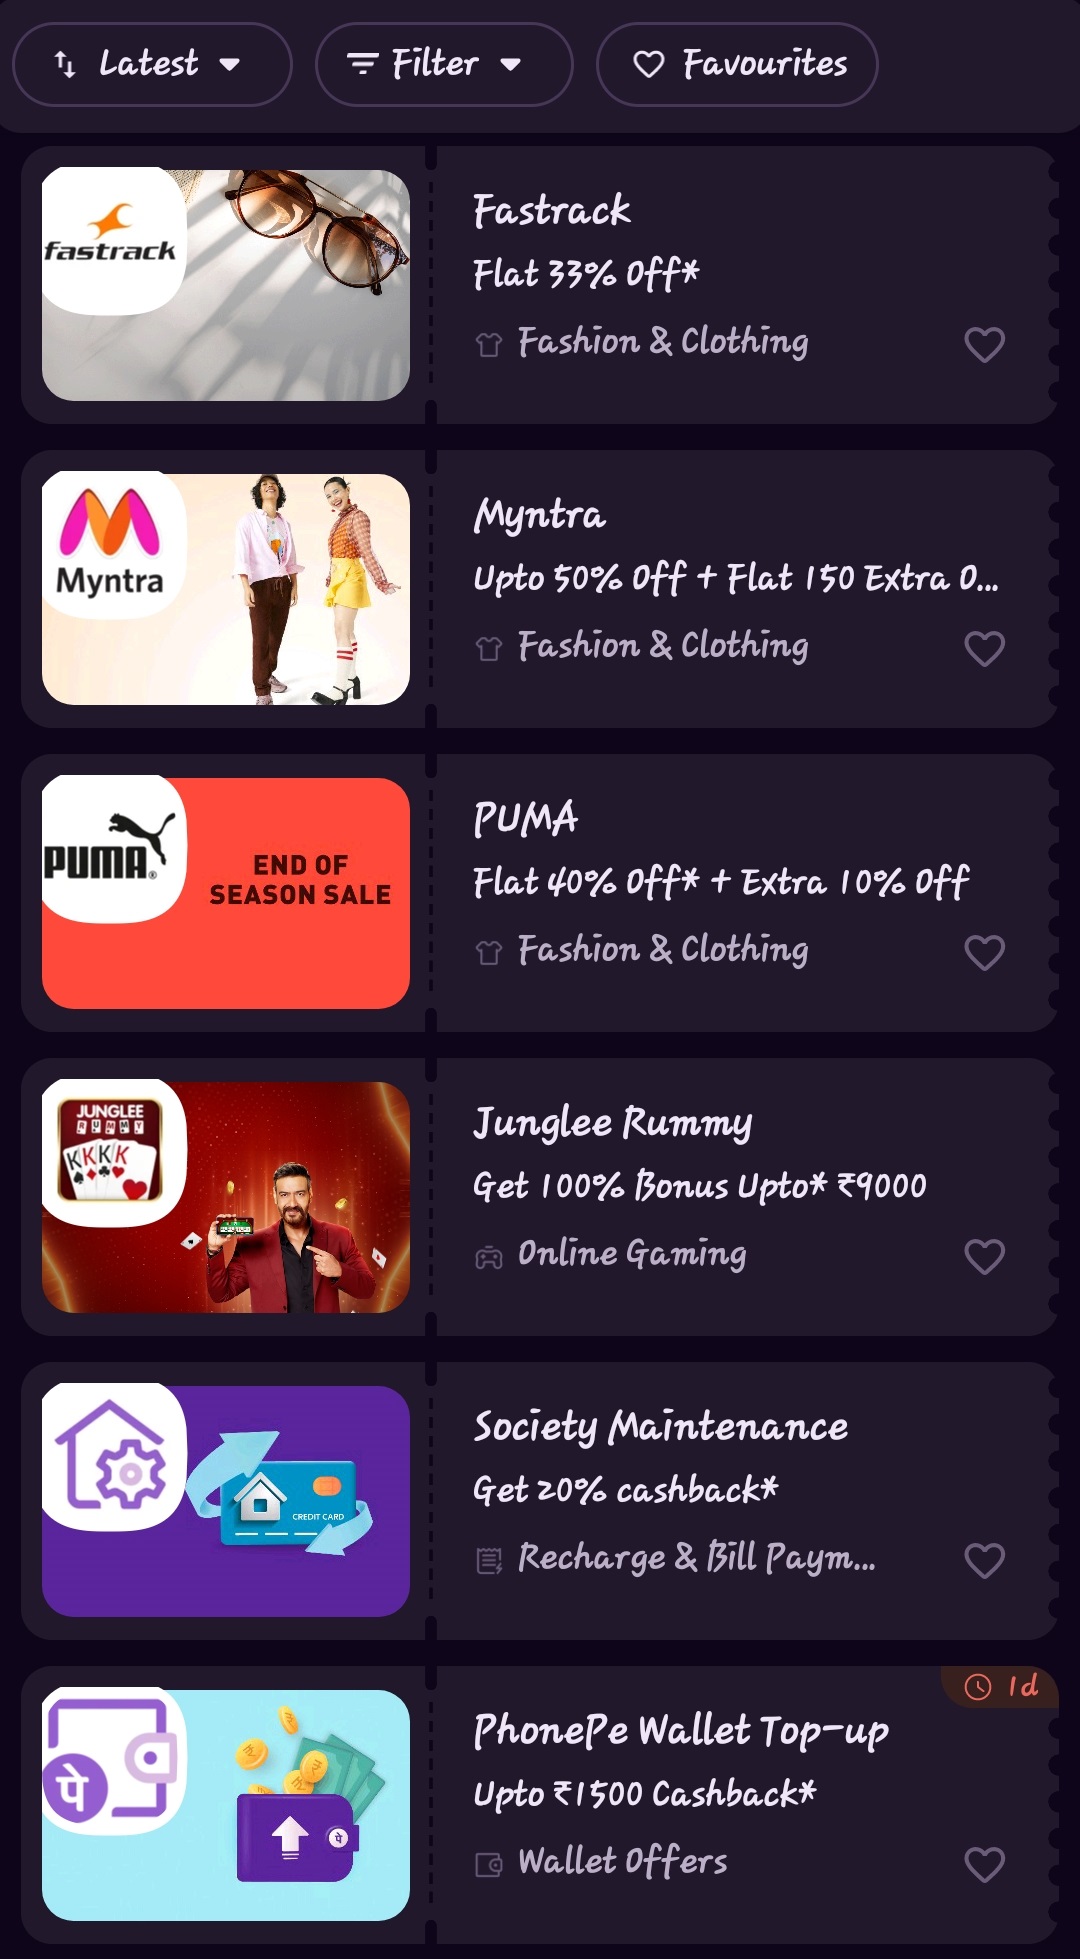 Latest
Filter
Favourites
fastrack
Fastrack
Flat 33% Off*
Fashion & Clothing
Myntra
Myntra
Upto 50% Off + Flat 150 Extra O...
Fashion & Clothing
PUMA®
END OF
SEASON SALE
PUMA
Flat 40% Off* + Extra 10% Off
Fashion & Clothing
JUNGLEE
RUMMY
K K K K
Junglee Rummy
Get 100% Bonus Upto* ₹9000
Online Gaming
CREDIT CARD
Society Maintenance
Get 20% cashback*
Recharge & Bill Paym...
1d
पे
पे
PhonePe Wallet Top-up
Upto ₹1500 Cashback*
Wallet Offers